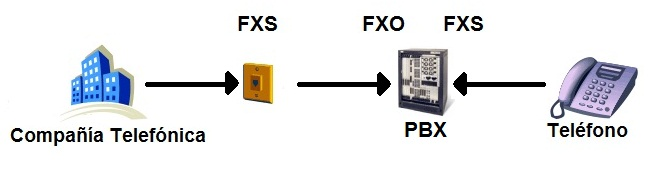 FXS
FXO
FXS
Compañía Telefónica
PBX
Teléfono